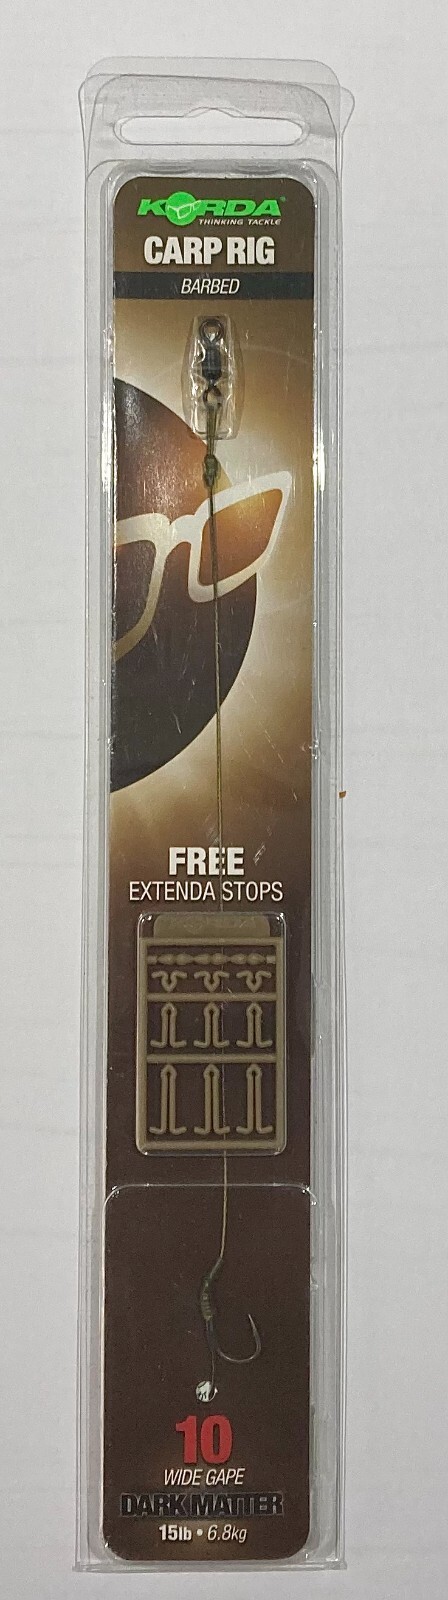 KORDA
THINKING TACKLE
CARP RIG
BARBED
FREE
EXTENDA STOPS
10
WIDE GAPE
DARK MATTER
15lb • 6.8kg